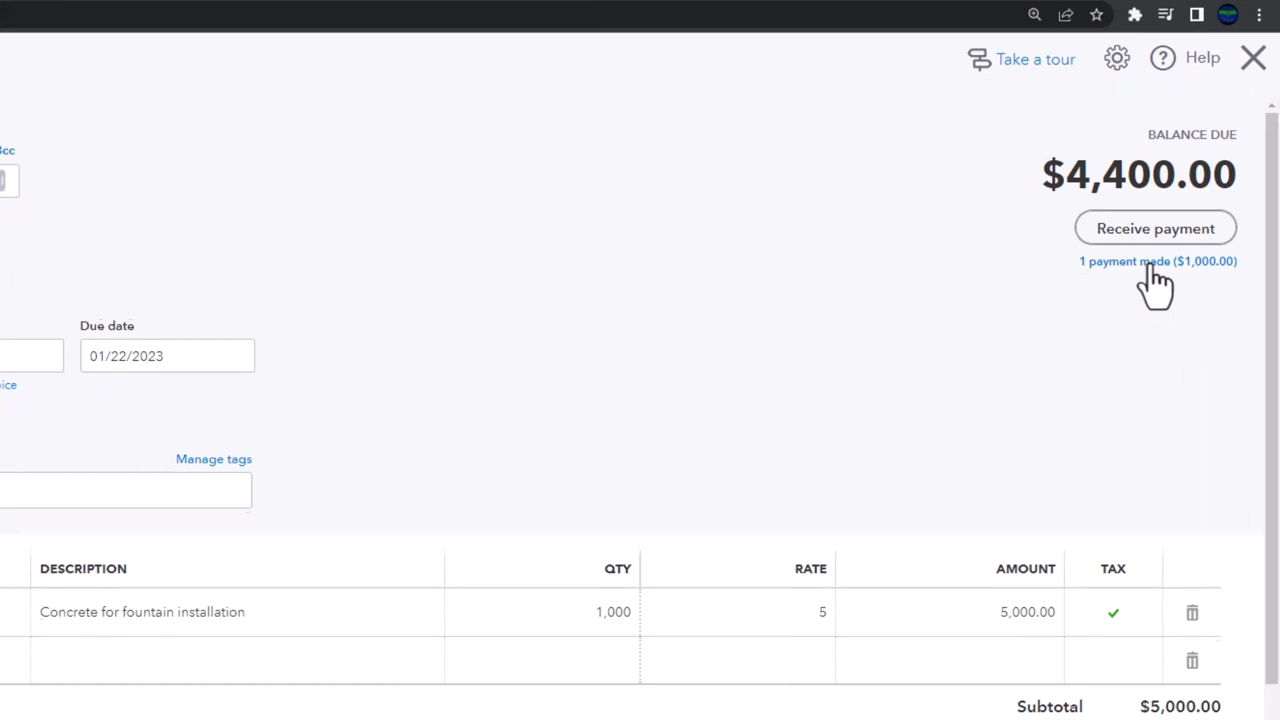 Take a tour
Help
BALANCE DUE
Bcc
$4,400.00
Receive payment
1 payment made ($1,000.00)
Due date
01/22/2023
oice
Manage tags
DESCRIPTION QTY RATE AMOUNT TAX
Concrete for fountain installation 1,000 5 5,000.00
Subtotal $5,000.00